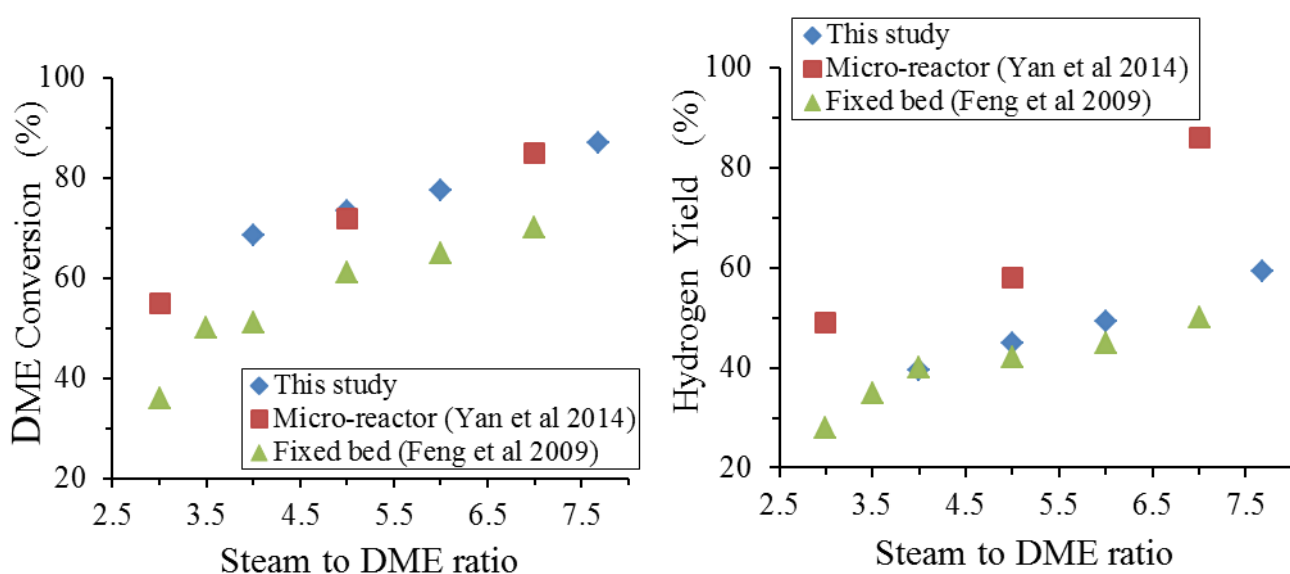 DME Conversion (%)
100
80
60
40
20
This study
Micro-reactor (Yan et al 2014)
Fixed bed (Feng et al 2009)
2.5 3.5 4.5 5.5 6.5 7.5
Steam to DME ratio
This study
Micro-reactor (Yan et al 2014)
Fixed bed (Feng et al 2009)
Hydrogen Yield (%)
100
80
60
40
20
2.5 3.5 4.5 5.5 6.5 7.5
Steam to DME ratio